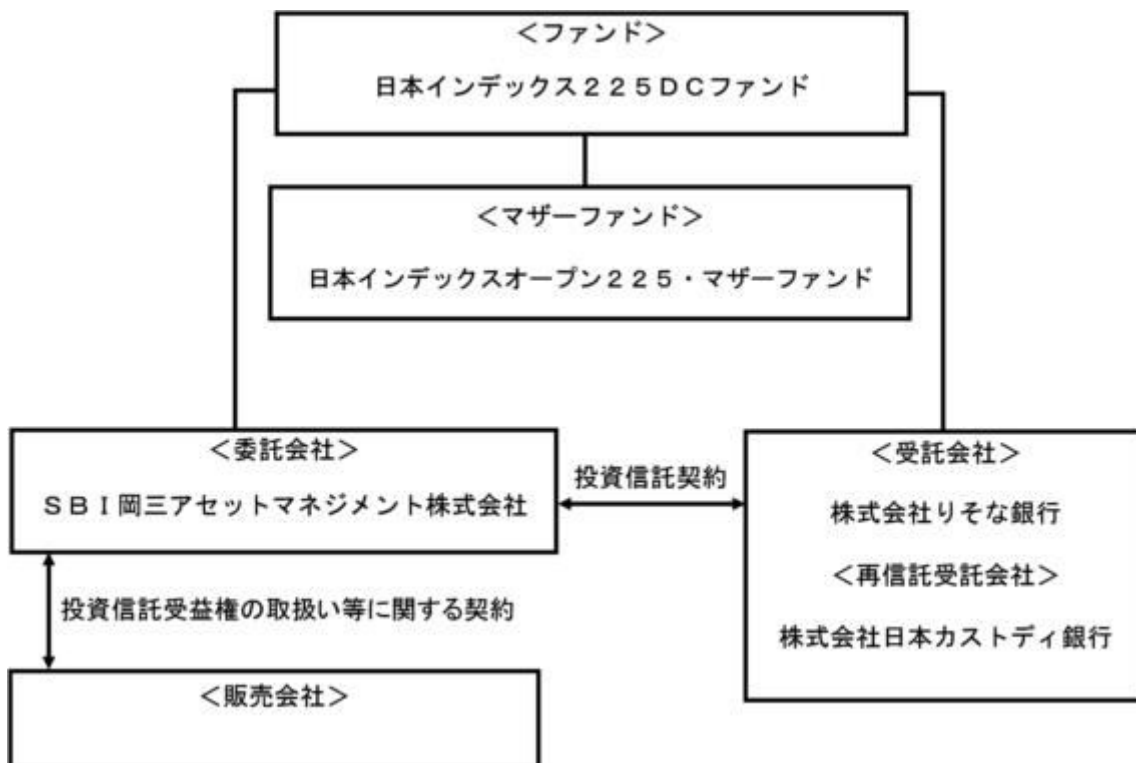 ＜ファンド＞
日本インデックス２２５ＤＣファンド
＜マザーファンド＞
日本インデックスオープン２２５・マザーファンド
＜委託会社＞
ＳＢＩ岡三アセットマネジメント株式会社
投資信託契約
＜受託会社＞
株式会社りそな銀行
＜再信託受託会社＞
株式会社日本カストディ銀行
投資信託受益権の取扱い等に関する契約
＜販売会社＞